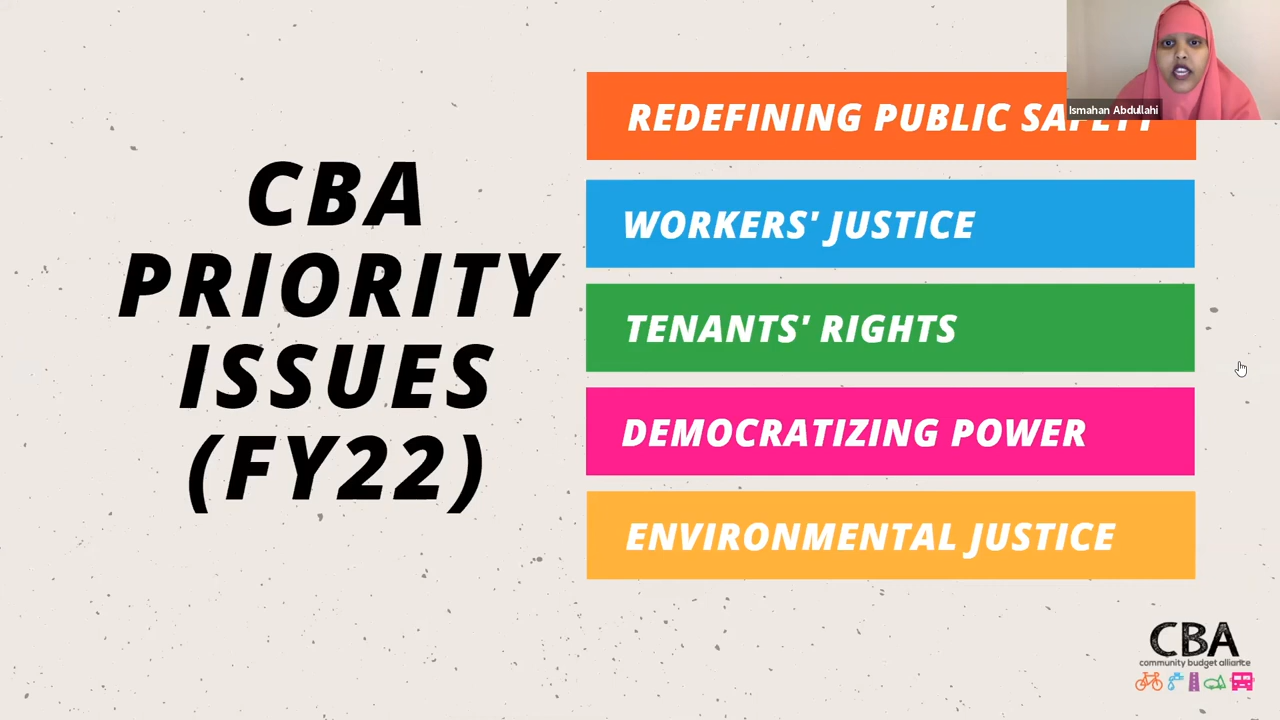 CBA
PRIORITY
ISSUES
(FY22)
REDEFINING PUBLIC SAFETY
WORKERS' JUSTICE
TENANTS' RIGHTS
DEMOCRATIZING POWER
ENVIRONMENTAL JUSTICE
Ismahan Abdullahi
CBA
community budget alliance